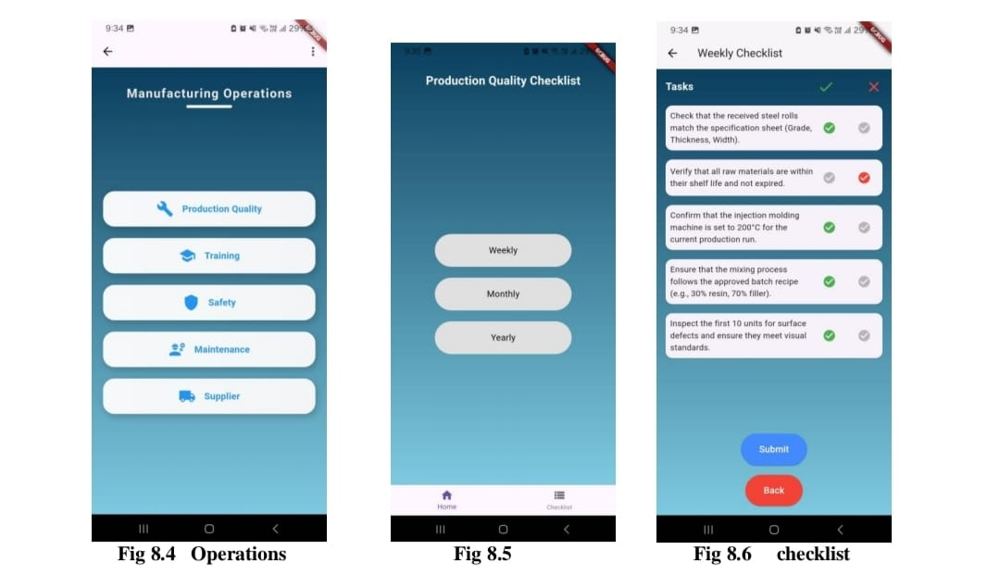 9:34
29%
DEBUG
Manufacturing Operations
Production Quality
Training
Safety
Maintenance
Supplier
Fig 8.4 Operations
9:35
DEBUG
Production Quality Checklist
Weekly
Monthly
Yearly
Home
Checklist
Fig 8.5
9:34
29%
DEBUG
Weekly Checklist
Tasks
Check that the received steel rolls
match the specification sheet (Grade,
Thickness, Width).
Verify that all raw materials are within
their shelf life and not expired.
Confirm that the injection molding
machine is set to 200°C for the
current production run.
Ensure that the mixing process
follows the approved batch recipe
(e.g., 30% resin, 70% filler).
Inspect the first 10 units for surface
defects and ensure they meet visual
standards.
Submit
Back
Fig 8.6 checklist